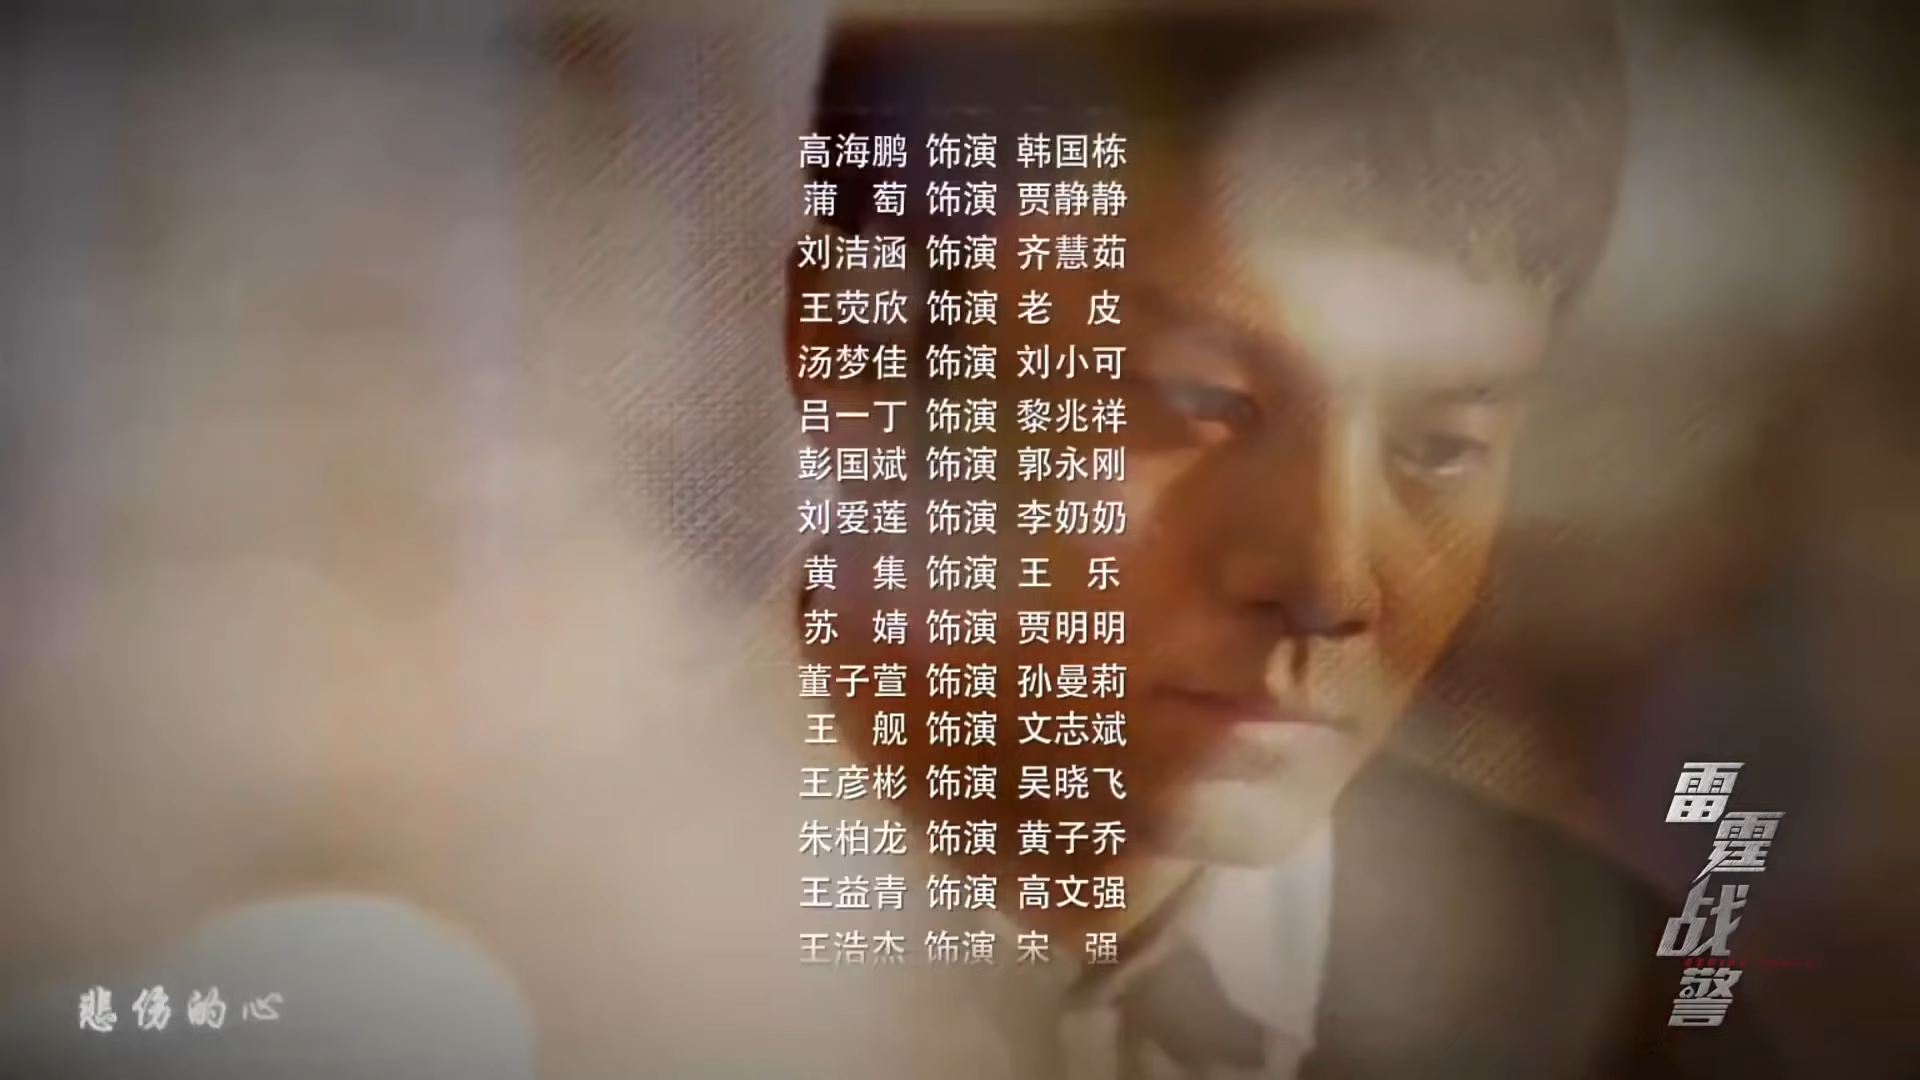 高海鹏 饰演 韩国栋
蒲 萄 饰演 贾静静
刘洁涵 饰演 齐慧茹
王荧欣 饰演 老 皮
汤梦佳 饰演 刘小可
吕一丁 饰演 黎兆祥
彭国斌 饰演 郭永刚
刘爱莲 饰演 李奶奶
黄 集 饰演 王 乐
苏 婧 饰演 贾明明
董子萱 饰演 孙曼莉
王 舰 饰演 文志斌
王彦彬 饰演 吴晓飞
朱柏龙 饰演 黄子乔
王益青 饰演 高文强
王浩杰 饰演 宋 强
悲伤的心
雷霆战警